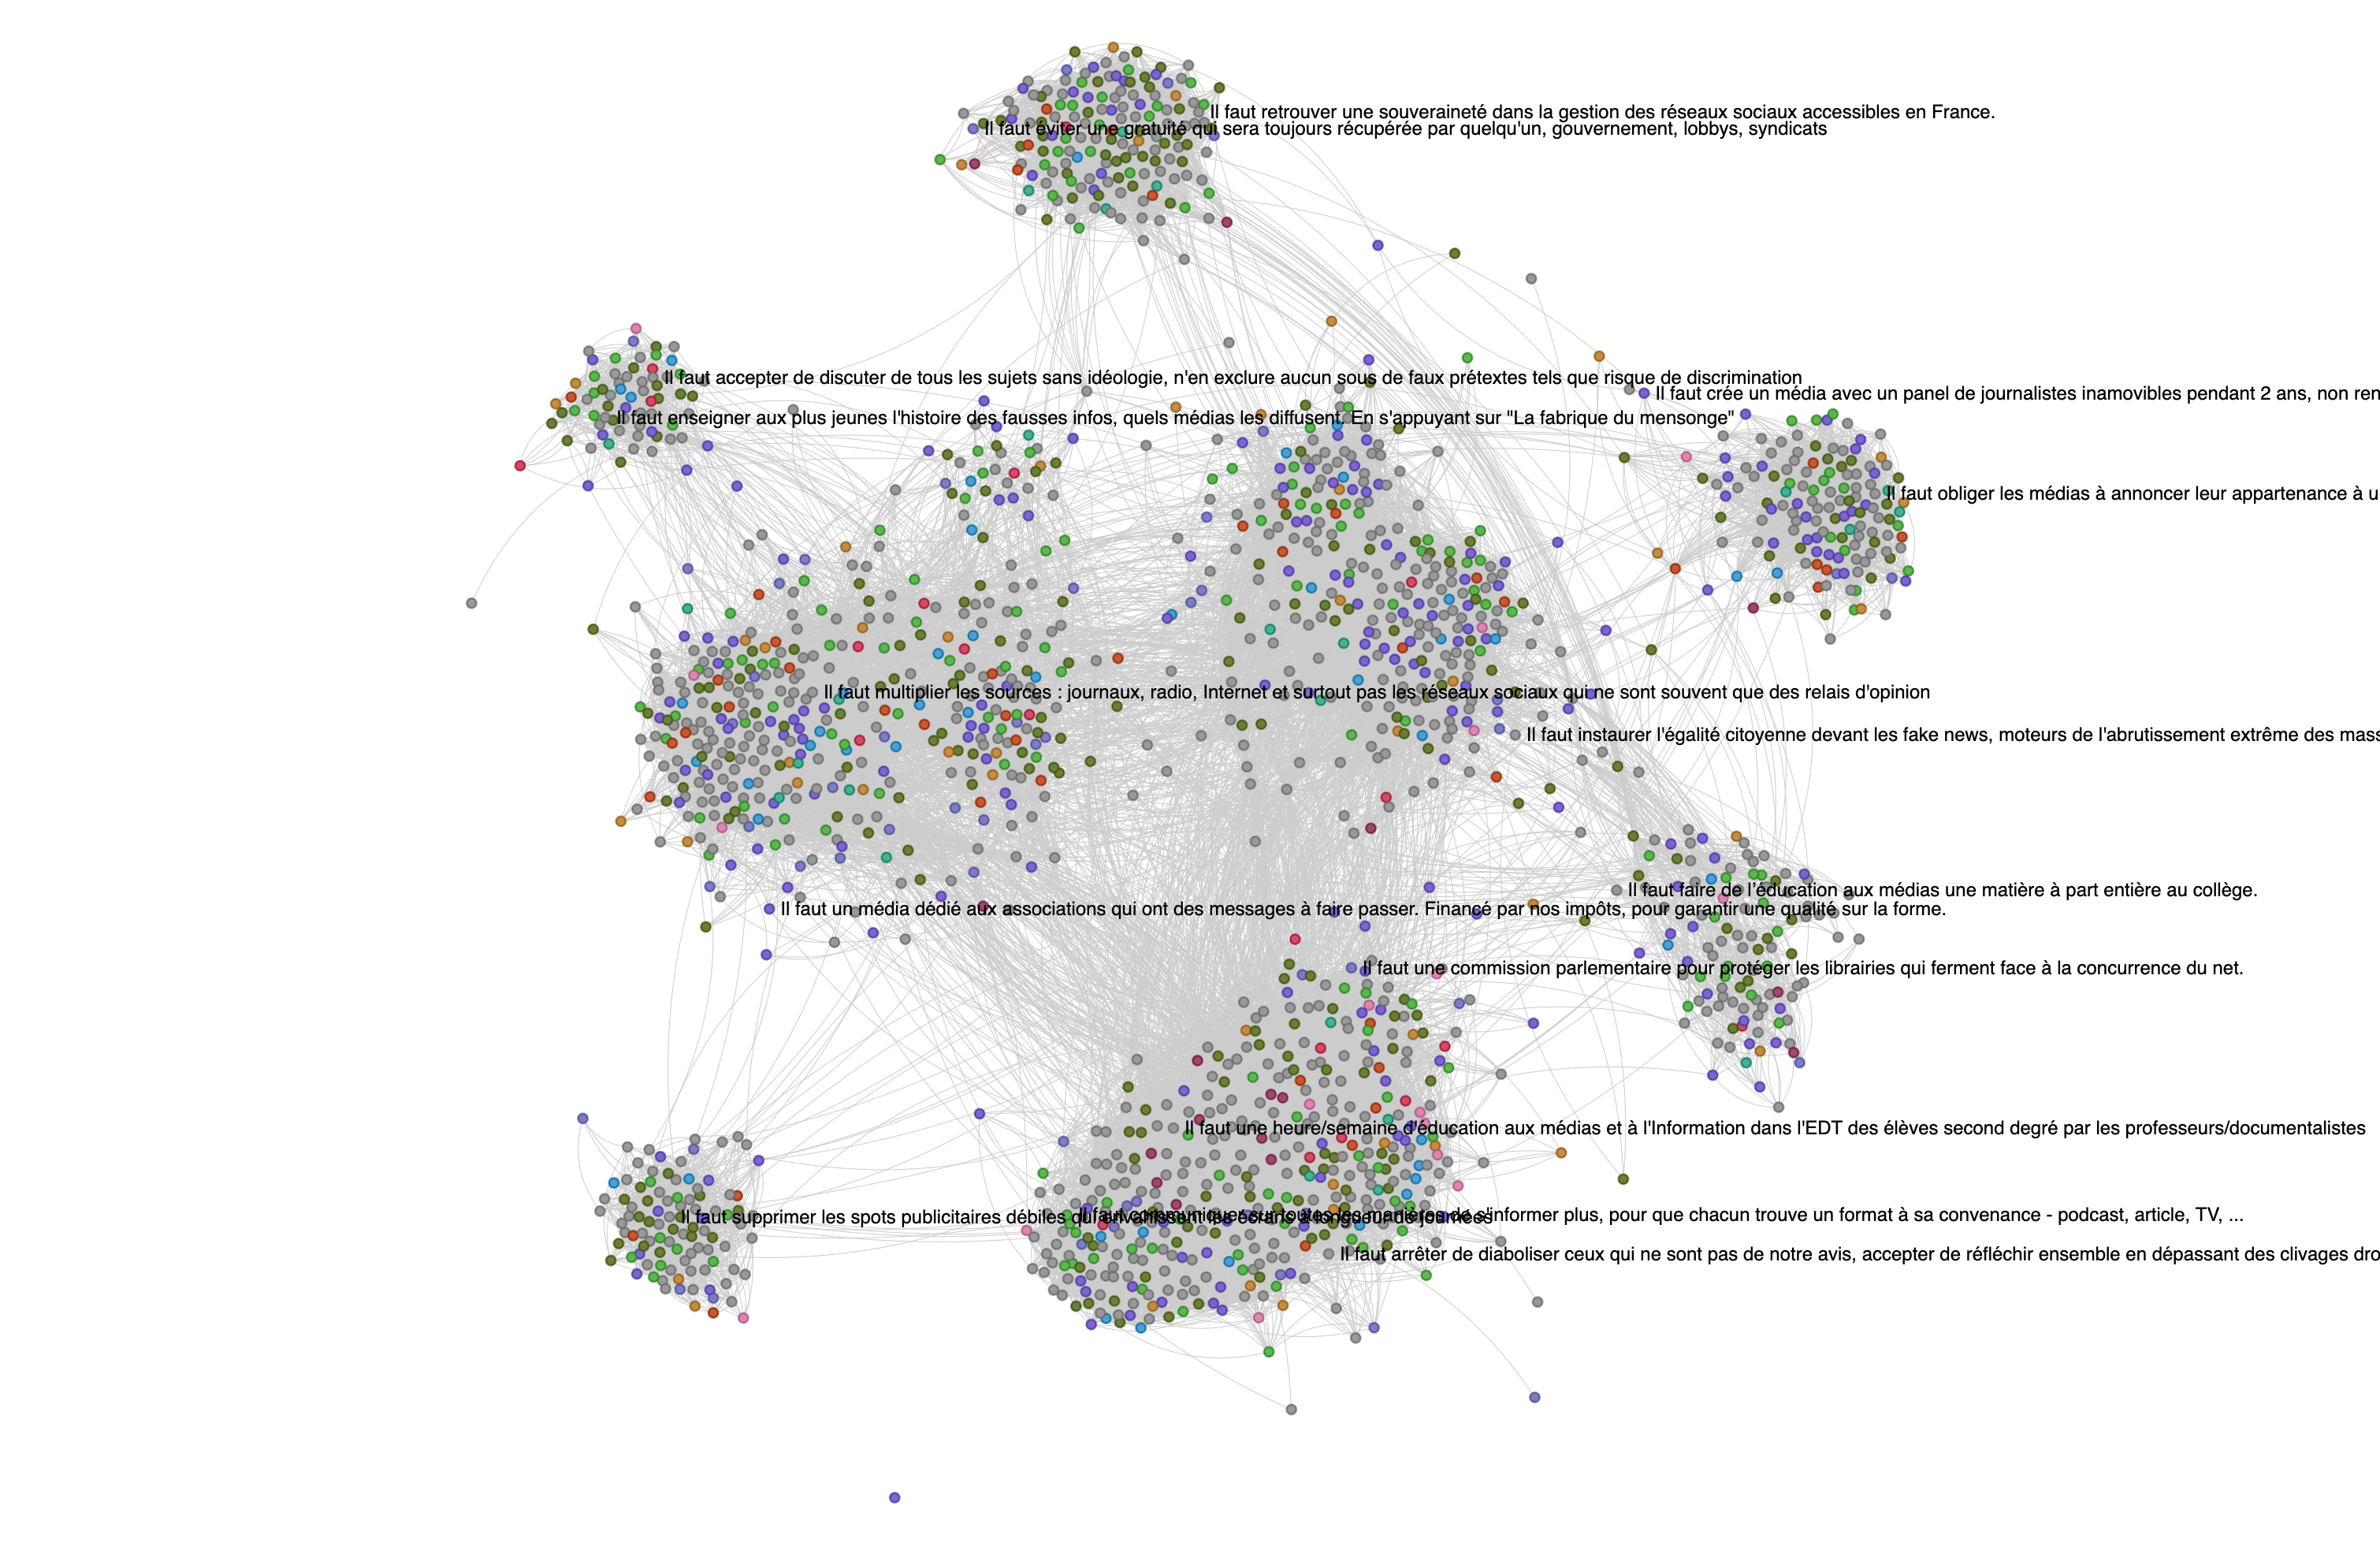 Il faut retrouver une souveraineté dans la gestion des réseaux sociaux accessibles en France.
Il faut éviter une gratuité qui sera toujours récupérée par quelqu'un, gouvernement, lobbys, syndicats
Il faut accepter de discuter de tous les sujets sans idéologie, n'en exclure aucun sous de faux prétextes tels que risque de discrimination
Il faut crée un média avec un panel de journalistes inamovibles pendant 2 ans, non ren
Il faut enseigner aux plus jeunes l'histoire des fausses infos, quels médias les diffusent. En s'appuyant sur "La fabrique du mensonge"
Il faut obliger les médias à annoncer leur appartenance à u
Il faut multiplier les sources : journaux, radio, Internet et surtout pas les réseaux sociaux qui ne sont souvent que des relais d'opinion
Il faut instaurer l'égalité citoyenne devant les fake news, moteurs de l'abrutissement extrême des mass
Il faut faire de l'éducation aux médias une matière à part entière au collège.
Il faut un média dédié aux associations qui ont des messages à faire passer. Financé par nos impôts, pour garantir une qualité sur la forme.
Il faut une commission parlementaire pour protéger les librairies qui ferment face à la concurrence du net.
Il faut une heure/semaine d'éducation aux médias et à l'Information dans l'EDT des élèves second degré par les professeurs/documentalistes
Il faut communiquer sur toutes les manières de s'informer plus, pour que chacun trouve un format à sa convenance - podcast, article, TV, ...
Il faut supprimer les spots publicitaires débiles qui envahissent les écrans à longueur de journées
Il faut arrêter de diaboliser ceux qui ne sont pas de notre avis, accepter de réfléchir ensemble en dépassant des clivages dro